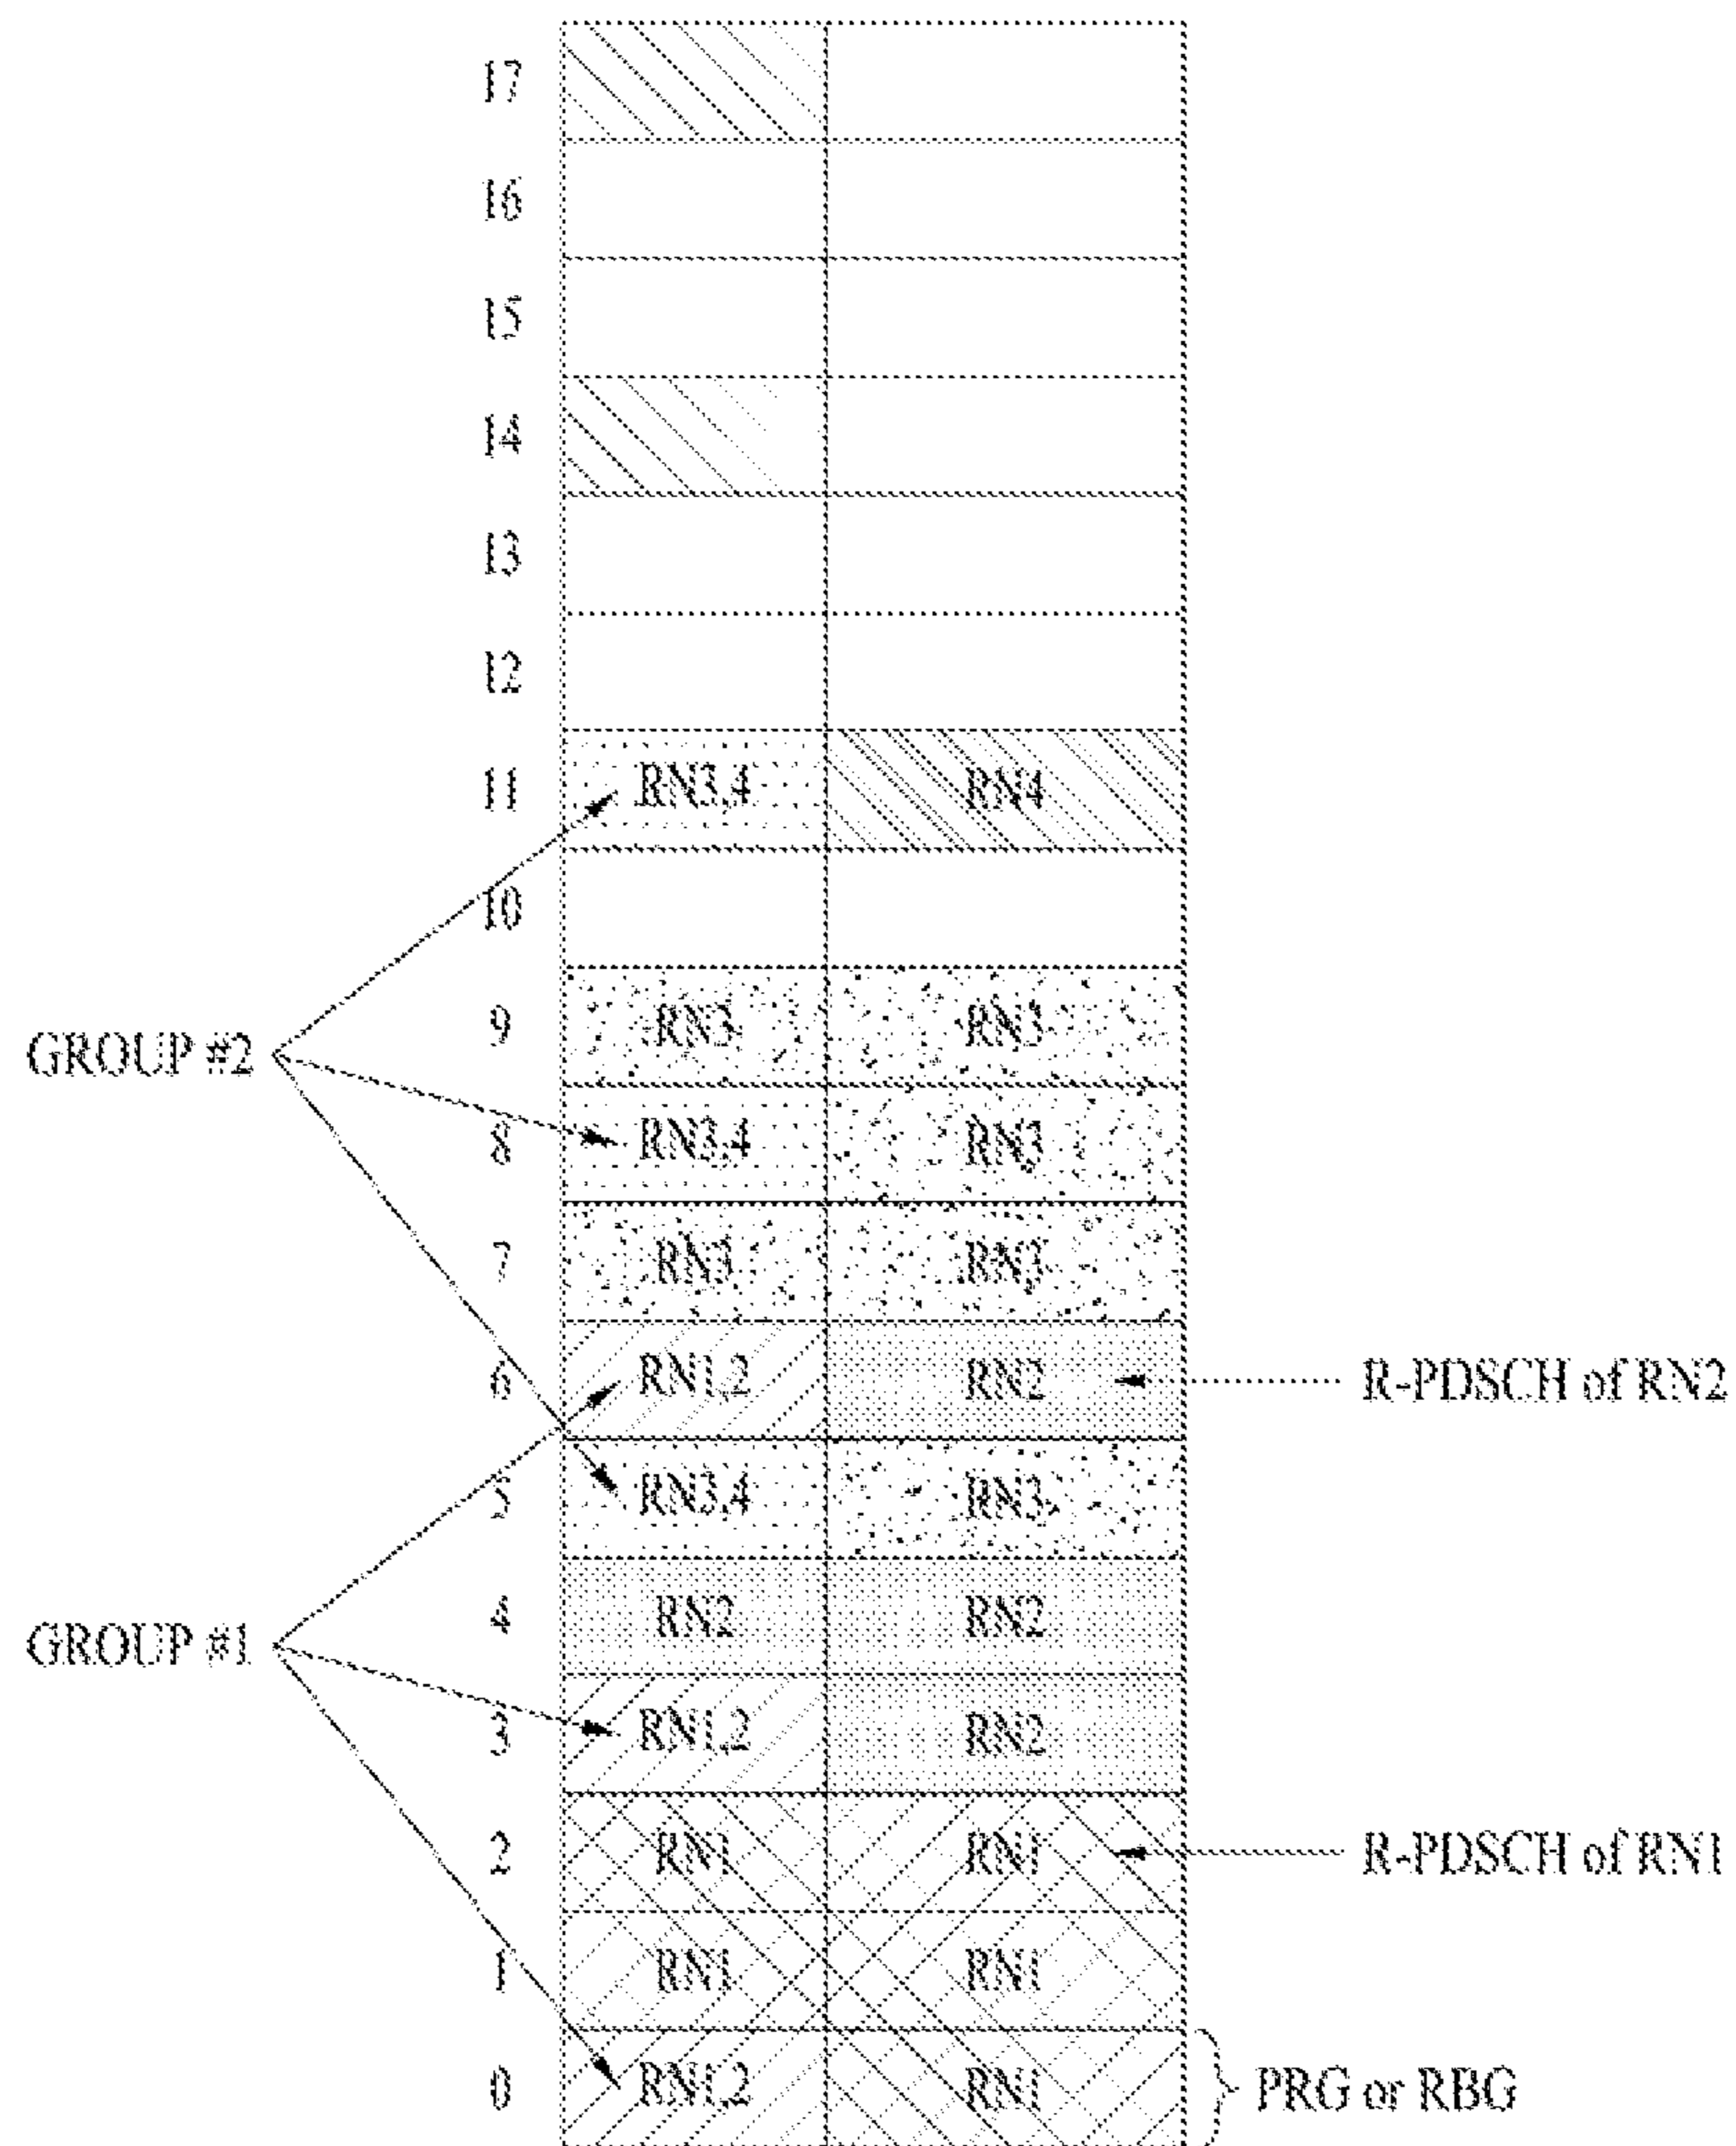 17
16
15
14
13
12
11 RN3,4 RN4
10
9 RN3 RN3
GROUP #2
8 RN3,4 RN3
7 RN3 RN3
6 RN1,2 RN2 R-PDSCH of RN2
5 RN3,4 RN3
4 RN2 RN2
GROUP #1
3 RN1,2 RN2
2 RN1 RN1 R-PDSCH of RN1
1 RN1 RN1
0 RN1,2 RN1 PRG or RBG